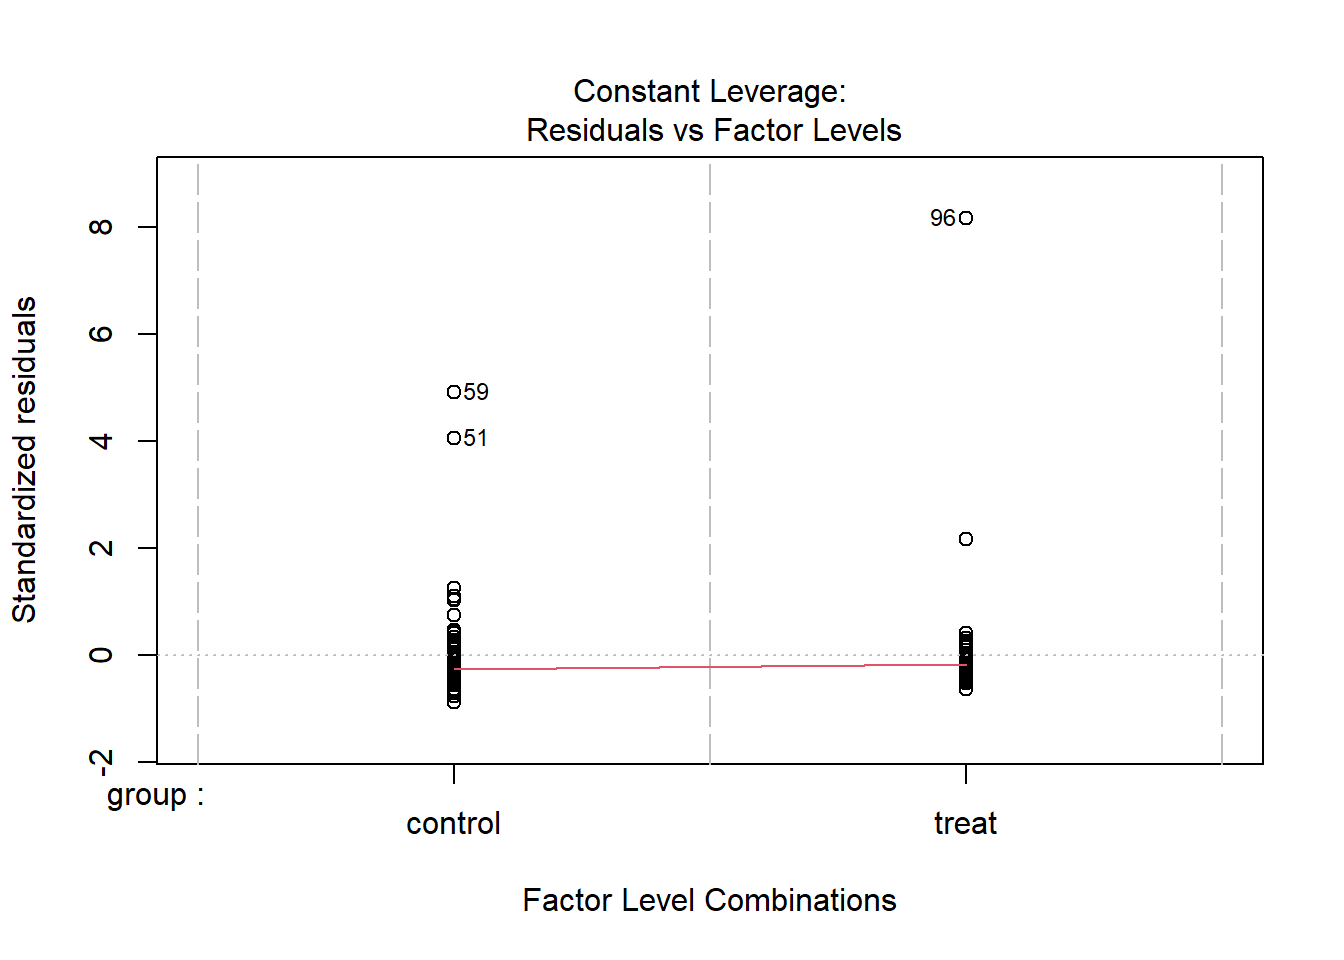 Constant Leverage:
Residuals vs Factor Levels
Standardized residuals
8
6
4
2
0
-2
96
59
51
group :
control
treat
Factor Level Combinations